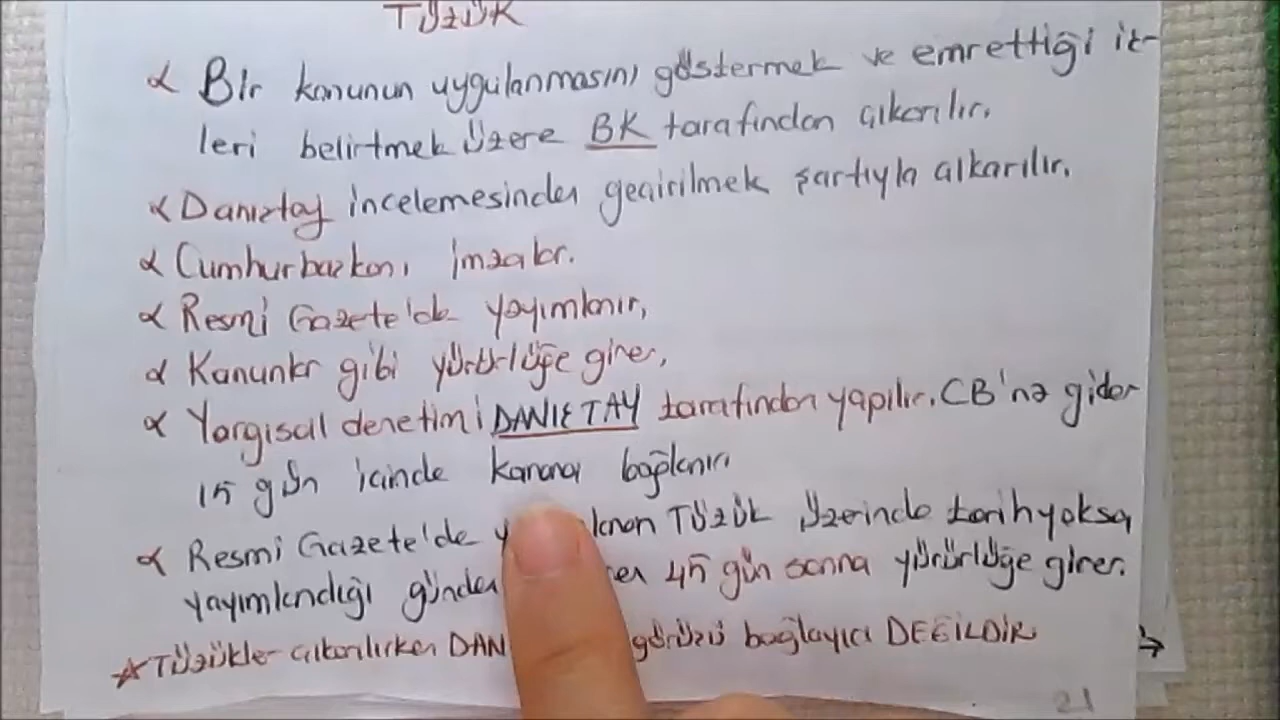 TÜZÜK
α Bir kanunun uygulanmasını göstermek ve emrettiği iş-
leri belirtmek üzere BK tarafından çıkarılır.
α Danıştay incelemesinden geçirilmek şartıyla çıkarılır.
α Cumhurbaşkanı imzalar.
α Resmi Gazete'de yayımlanır.
α Kanunlar gibi yürürlüğe girer.
α Yargısal denetimi DANIŞTAY tarafından yapılır. CB'na gider
15 gün içinde karara bağlanır.
α Resmi Gazete'de TÜZÜK üzerinde tarih yoksa,
yayımlandığı 45 gün sonra yürürlüğe girer.
☆ TÜZÜKler çıkarılırken görüşü bağlayıcı DEĞİLDİR
21